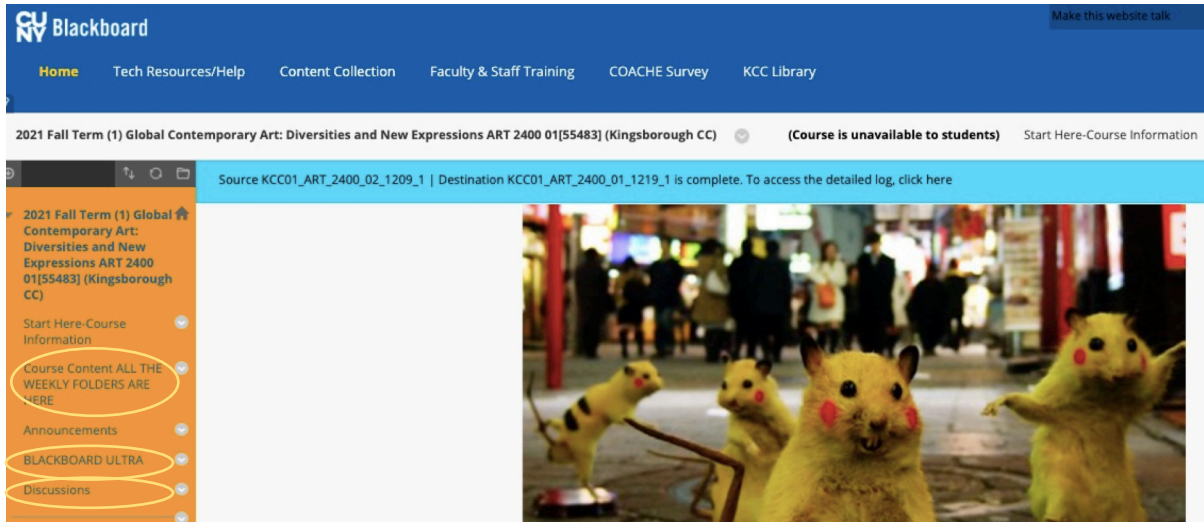 Make this website talk
CUNY Blackboard
Home Tech Resources/Help Content Collection Faculty & Staff Training COACHE Survey KCC Library
2021 Fall Term (1) Global Contemporary Art: Diversities and New Expressions ART 2400 01[55483] (Kingsborough CC) (Course is unavailable to students) Start Here-Course Information
Source KCC01_ART_2400_02_1209_1 | Destination KCC01_ART_2400_01_1219_1 is complete. To access the detailed log, click here
2021 Fall Term (1) Global
Contemporary Art:
Diversities and New
Expressions ART 2400
01[55483] (Kingsborough
CC)
Start Here-Course
Information
Course Content ALL THE
WEEKLY FOLDERS ARE
HERE
Announcements
BLACKBOARD ULTRA
Discussions